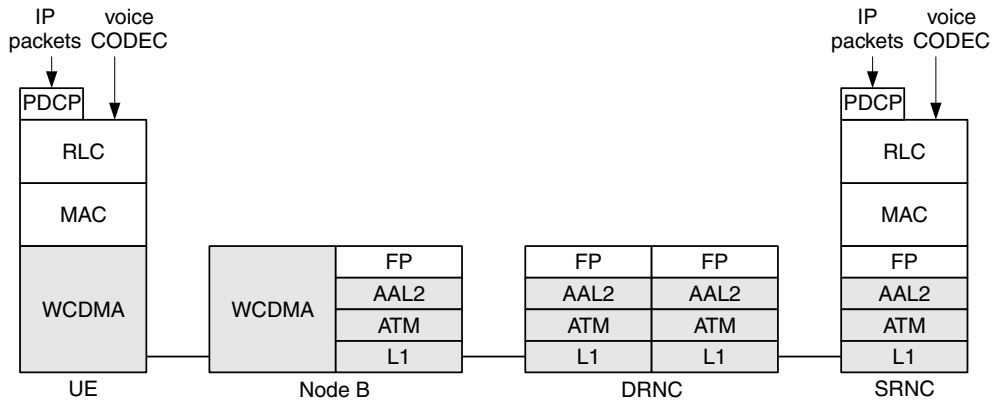 IP
packets
voice
CODEC
IP
packets
voice
CODEC
PDCP
PDCP
RLC
RLC
MAC
MAC
WCDMA
WCDMA
FP
AAL2
ATM
L1
FP
FP
AAL2
AAL2
ATM
ATM
L1
L1
FP
AAL2
ATM
L1
UE
Node B
DRNC
SRNC